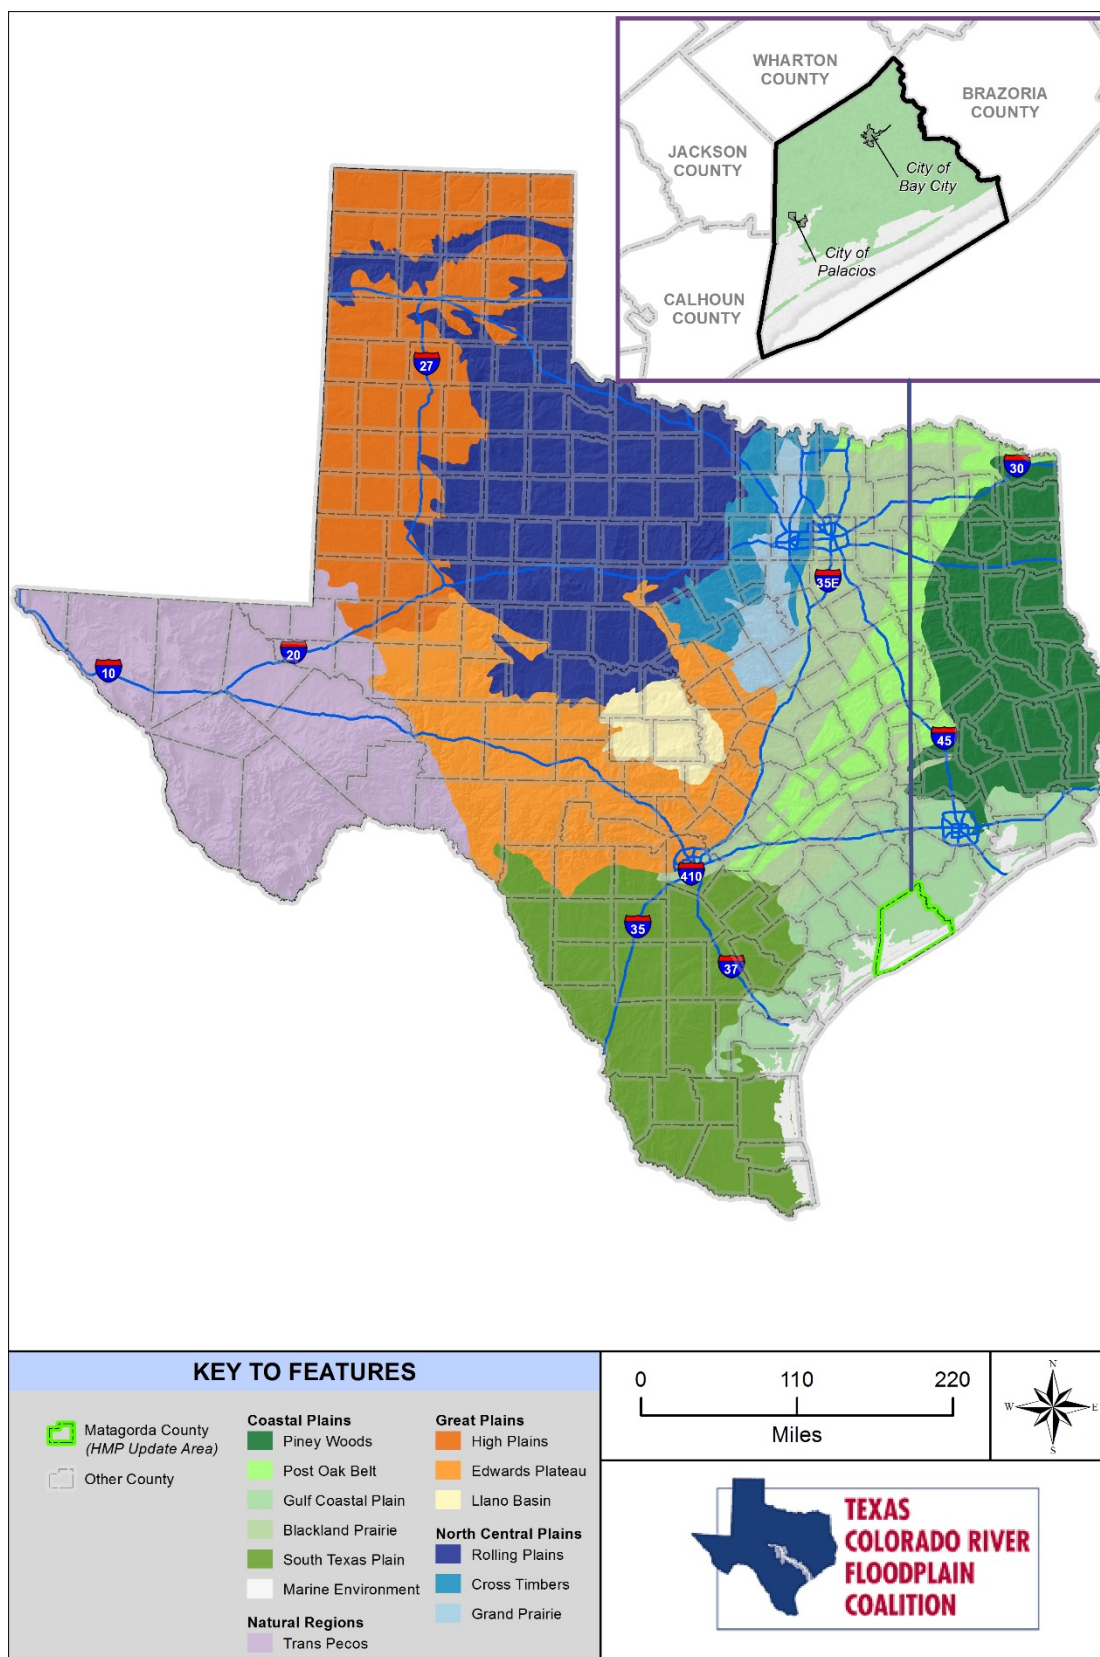 WHARTON
COUNTY
BRAZORIA
COUNTY
JACKSON
COUNTY
City of
Bay City
City of
Palacios
CALHOUN
COUNTY
27
30
35E
20
10
45
410
35
37
KEY TO FEATURES
Matagorda County
(HMP Update Area)
Other County
Coastal Plains
Piney Woods
Post Oak Belt
Gulf Coastal Plain
Blackland Prairie
South Texas Plain
Marine Environment
Natural Regions
Trans Pecos
Great Plains
High Plains
Edwards Plateau
Llano Basin
North Central Plains
Rolling Plains
Cross Timbers
Grand Prairie
0 110 220
Miles
N
W E
S
TEXAS
COLORADO RIVER
FLOODPLAIN
COALITION